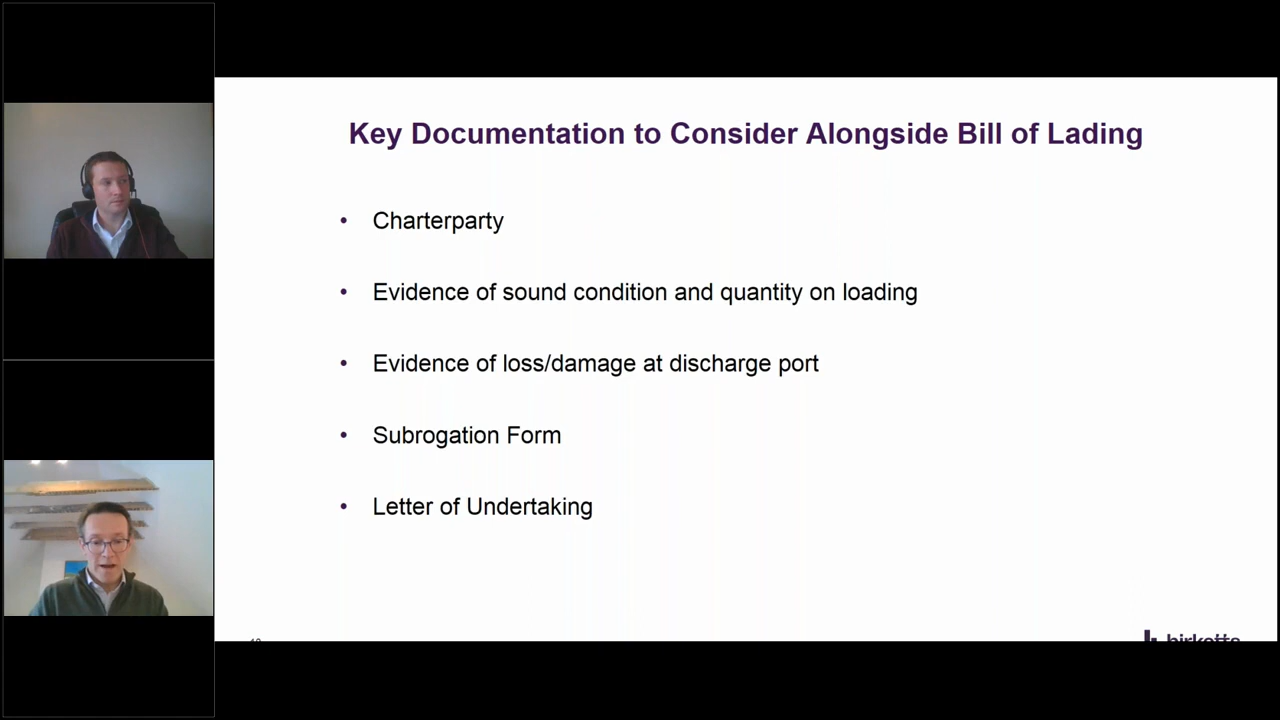 Key Documentation to Consider Alongside Bill of Lading
• Charterparty
• Evidence of sound condition and quantity on loading
• Evidence of loss/damage at discharge port
• Subrogation Form
• Letter of Undertaking
birketts